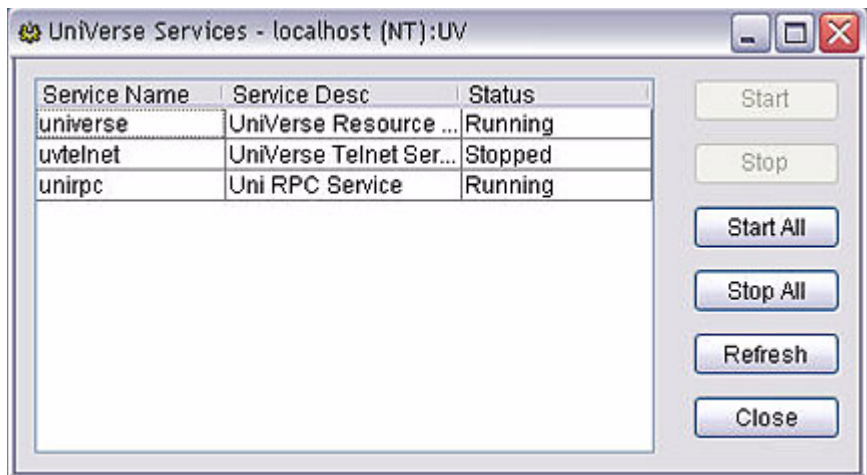 UniVerse Services - localhost (NT):UV
Service Name Service Desc Status
universe UniVerse Resource ... Running
uvtelnet UniVerse Telnet Ser... Stopped
unirpc Uni RPC Service Running
Start
Stop
Start All
Stop All
Refresh
Close